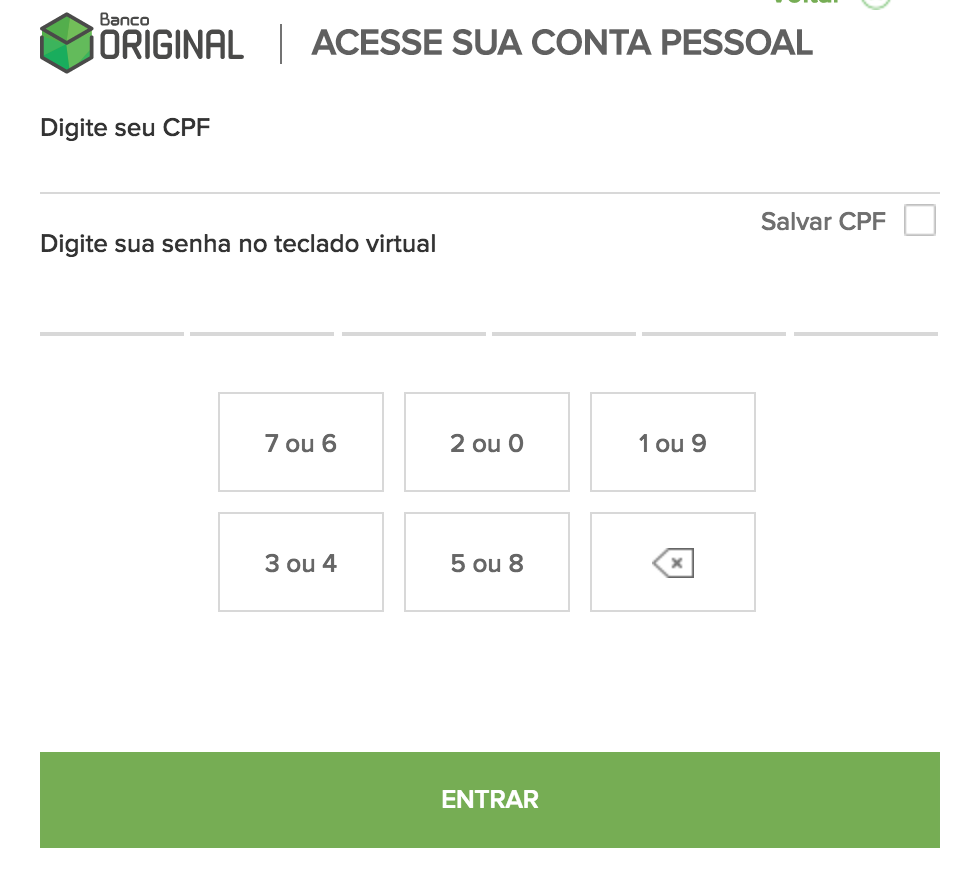 Voltar
Banco
ORIGINAL
ACESSE SUA CONTA PESSOAL
Digite seu CPF
Salvar CPF
Digite sua senha no teclado virtual
7 ou 6
2 ou 0
1 ou 9
3 ou 4
5 ou 8
ENTRAR